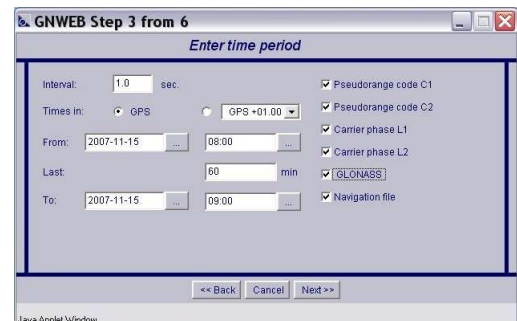 GNWEB Step 3 from 6
Enter time period
Interval: 1.0 sec.
Times in: GPS GPS +01.00
From: 2007-11-15 ... 08:00 ...
Last: 60 min
To: 2007-11-15 ... 09:00 ...
Pseudorange code C1
Pseudorange code C2
Carrier phase L1
Carrier phase L2
GLONASS
Navigation file
<< Back Cancel Next >>
Java Applet Window